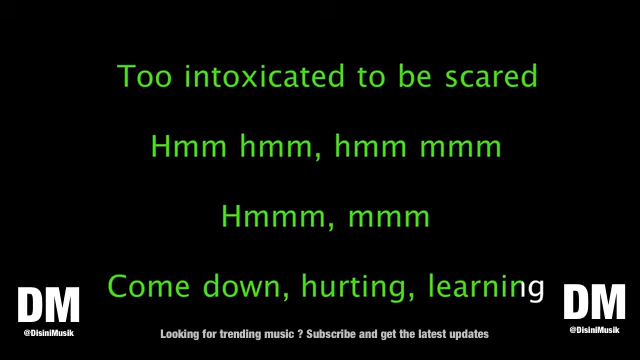 Too intoxicated to be scared
Hmm hmm, hmm mmm
Hmmm, mmm
Come down, hurting, learning
DM
@DisiniMusik
DM
@DisiniMusik
Looking for trending music ? Subscribe and get the latest updates